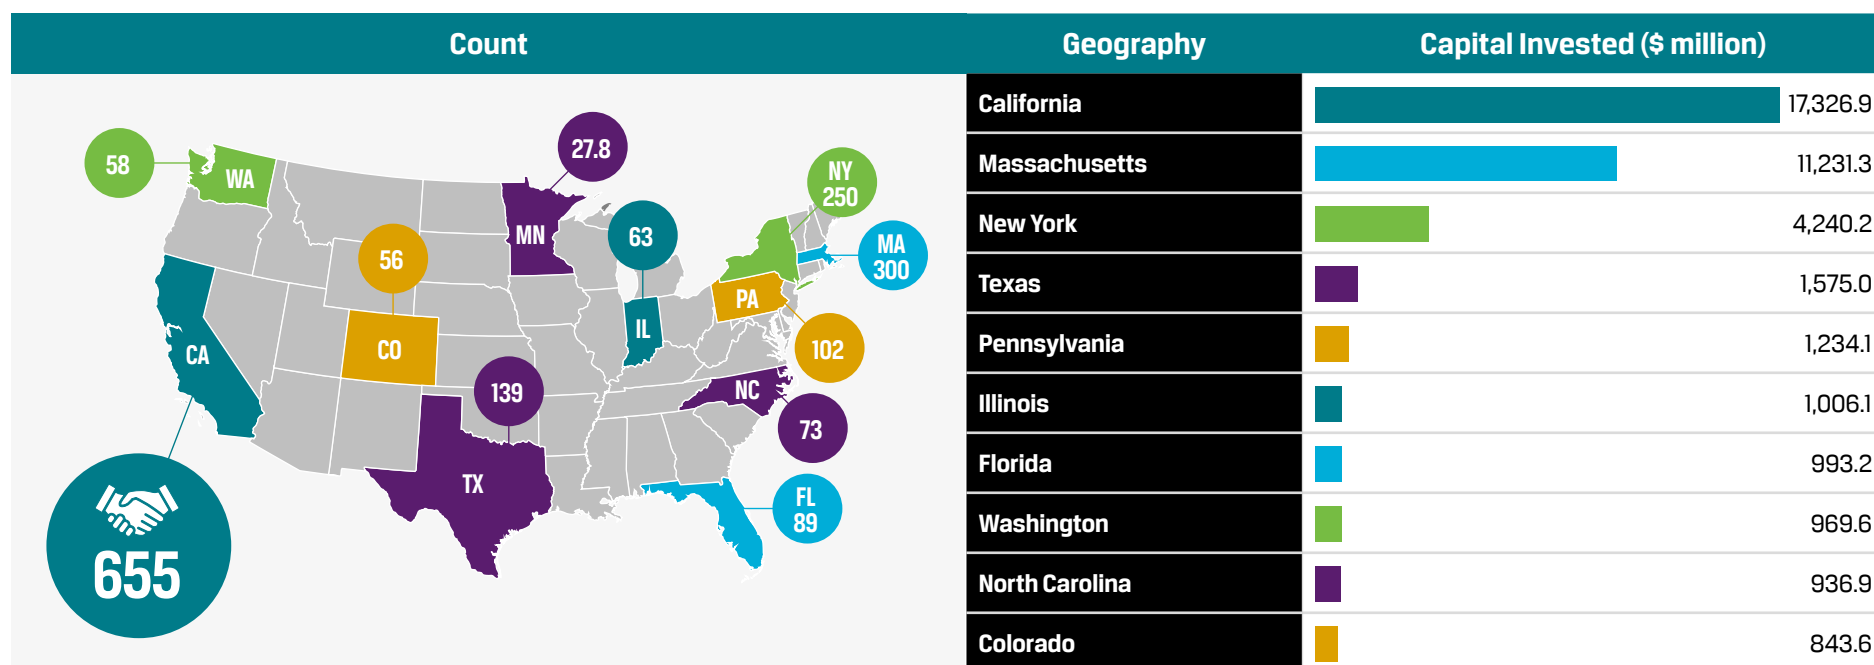 Count
Geography
Capital Invested ($ million)
58
WA
27.8
MN
NY
250
63
MA
300
56
PA
IL
CO
CA
102
139
NC
73
TX
FL
89
655
California 17,326.9
Massachusetts 11,231.3
New York 4,240.2
Texas 1,575.0
Pennsylvania 1,234.1
Illinois 1,006.1
Florida 993.2
Washington 969.6
North Carolina 936.9
Colorado 843.6